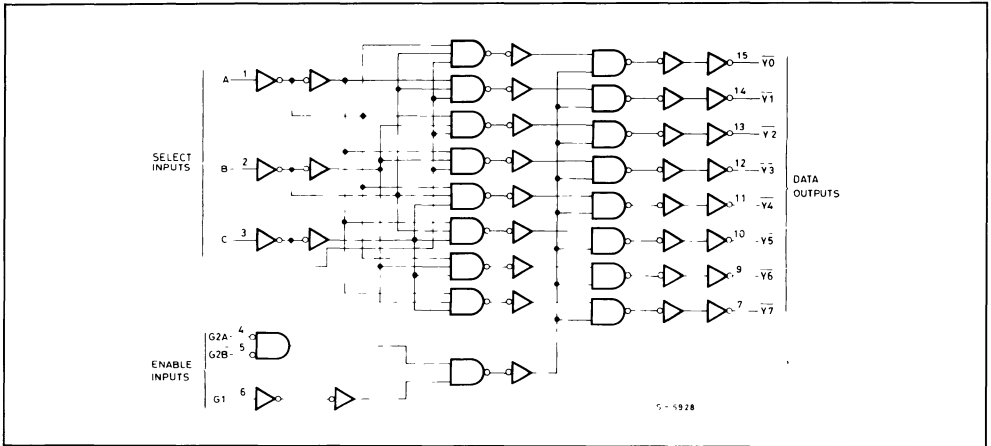 A 1
B 2
C 3
SELECT
INPUTS
G2A 4
G2B 5
G1 6
ENABLE
INPUTS
15 Y0
14 Y1
13 Y2
12 Y3
11 Y4
10 Y5
9 Y6
7 Y7
DATA
OUTPUTS
S-5928